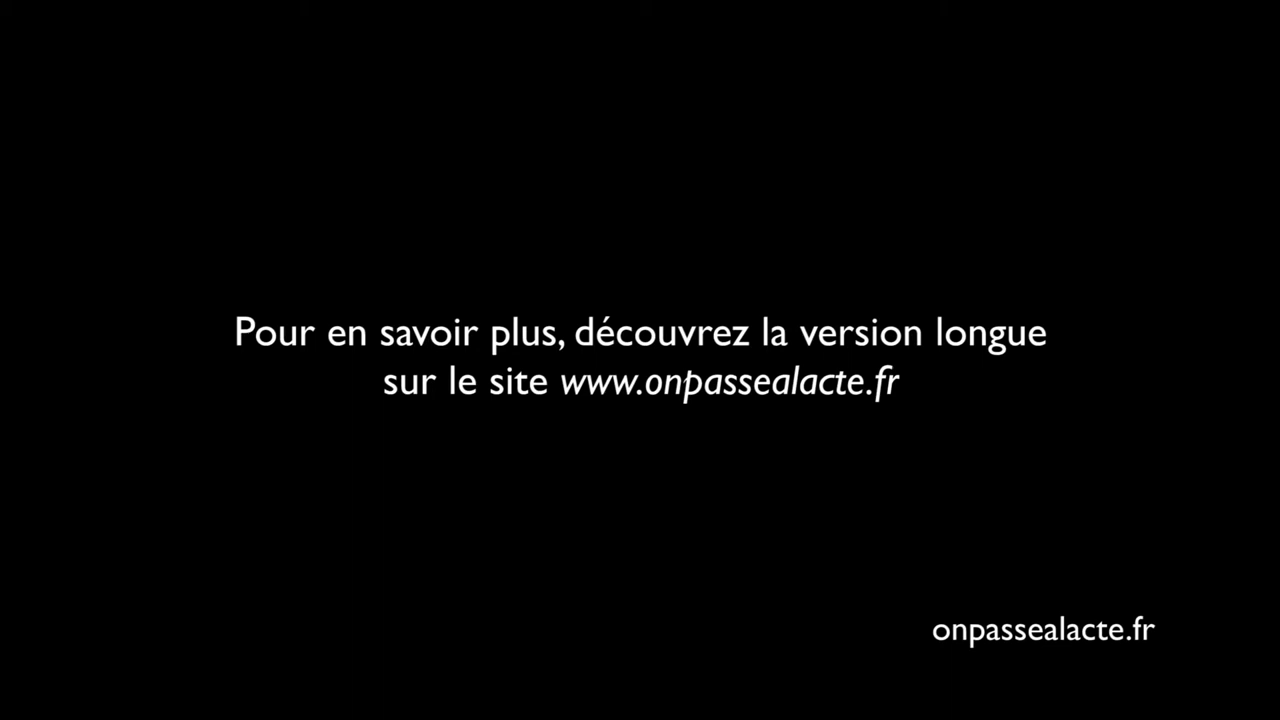 Pour en savoir plus, découvrez la version longue
sur le site www.onpassealacte.fr
onpassealacte.fr